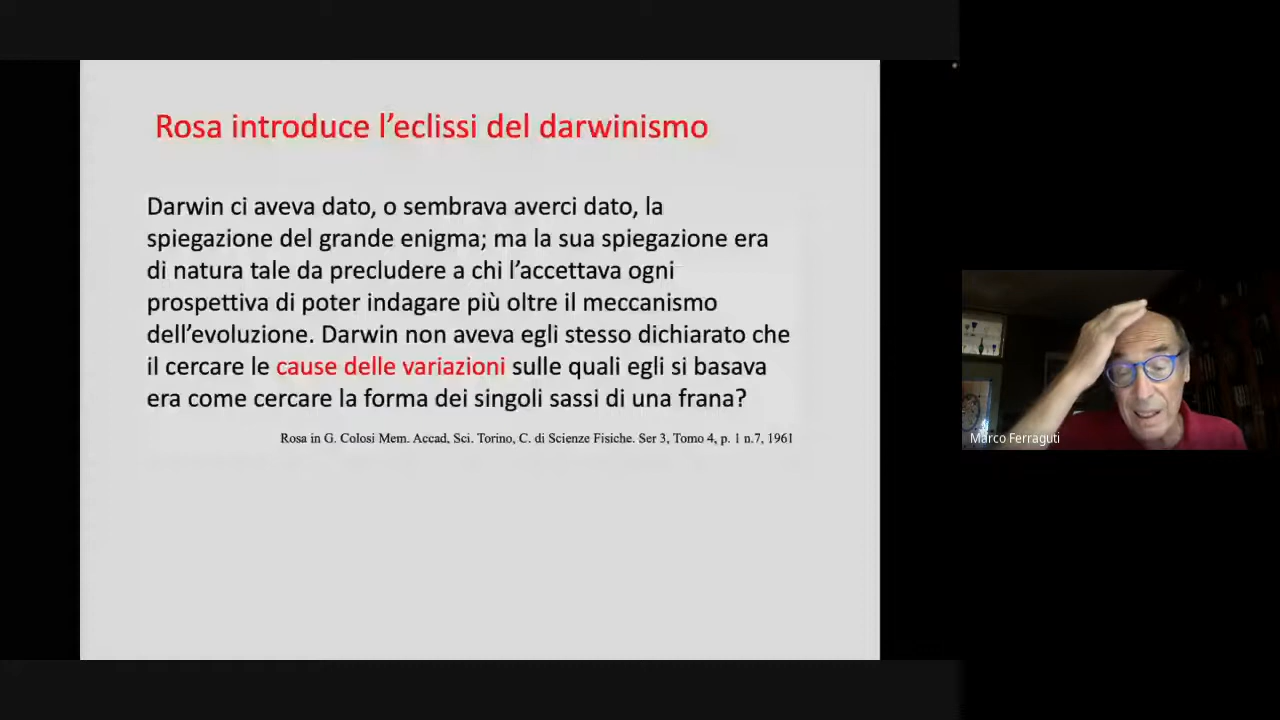 Rosa introduce l’eclissi del darwinismo
Darwin ci aveva dato, o sembrava averci dato, la
spiegazione del grande enigma; ma la sua spiegazione era
di natura tale da precludere a chi l’accettava ogni
prospettiva di poter indagare più oltre il meccanismo
dell’evoluzione. Darwin non aveva egli stesso dichiarato che
il cercare le cause delle variazioni sulle quali egli si basava
era come cercare la forma dei singoli sassi di una frana?
Rosa in G. Colosi Mem. Accad, Sci. Torino, C. di Scienze Fisiche. Ser 3, Tomo 4, p. 1 n.7, 1961
Marco Ferraguti